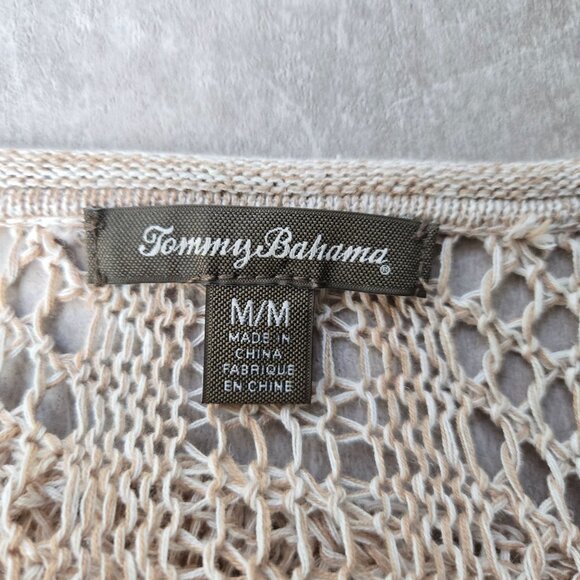 Tommy Bahama®
M/M
MADE IN
CHINA
FABRIQUE
EN CHINE